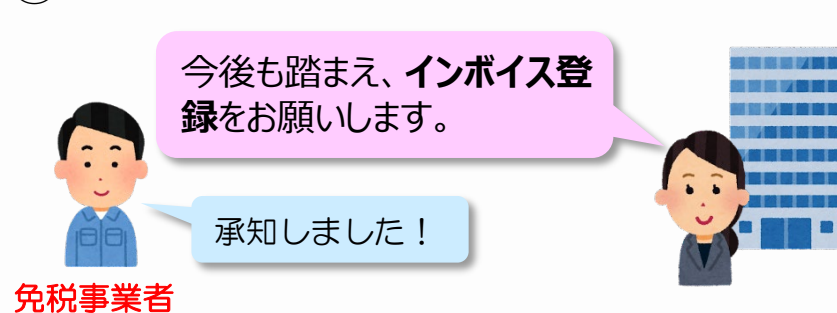 今後も踏まえ、インボイス登
録をお願いします。
承知しました！
免税事業者